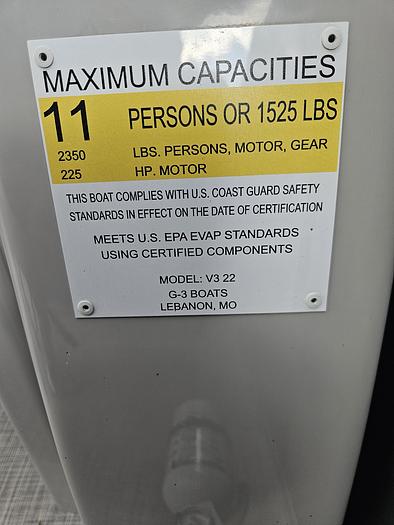 MAXIMUM CAPACITIES
11 PERSONS OR 1525 LBS
2350 LBS. PERSONS, MOTOR, GEAR
225 HP. MOTOR
THIS BOAT COMPLIES WITH U.S. COAST GUARD SAFETY
STANDARDS IN EFFECT ON THE DATE OF CERTIFICATION
MEETS U.S. EPA EVAP STANDARDS
USING CERTIFIED COMPONENTS
MODEL: V3 22
G-3 BOATS
LEBANON, MO